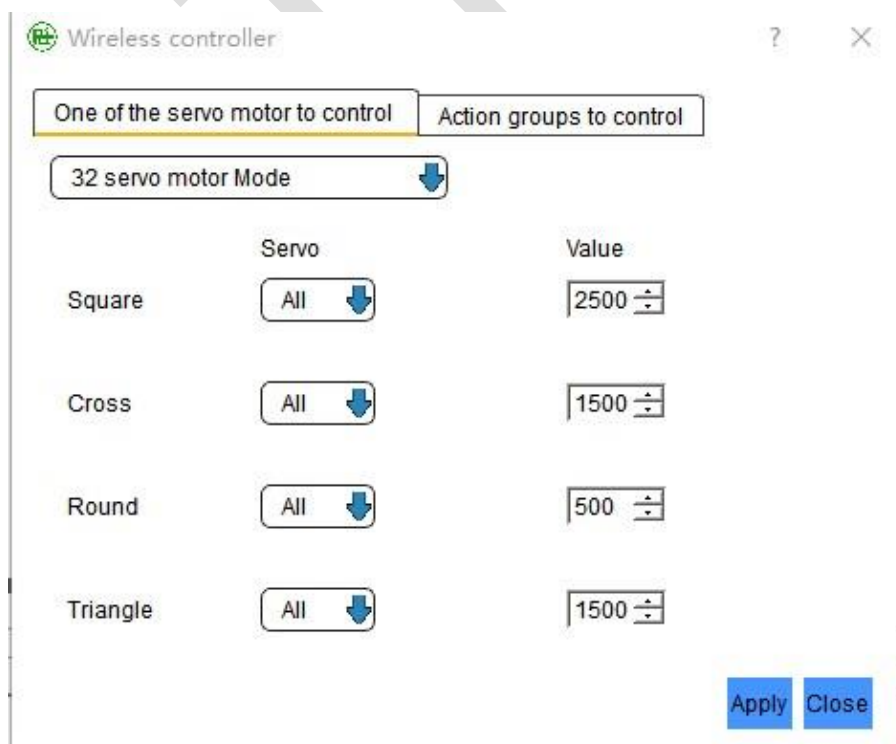 Wireless controller ?
One of the servo motor to control Action groups to control
32 servo motor Mode
Servo Value
Square All 2500
Cross All 1500
Round All 500
Triangle All 1500
Apply Close